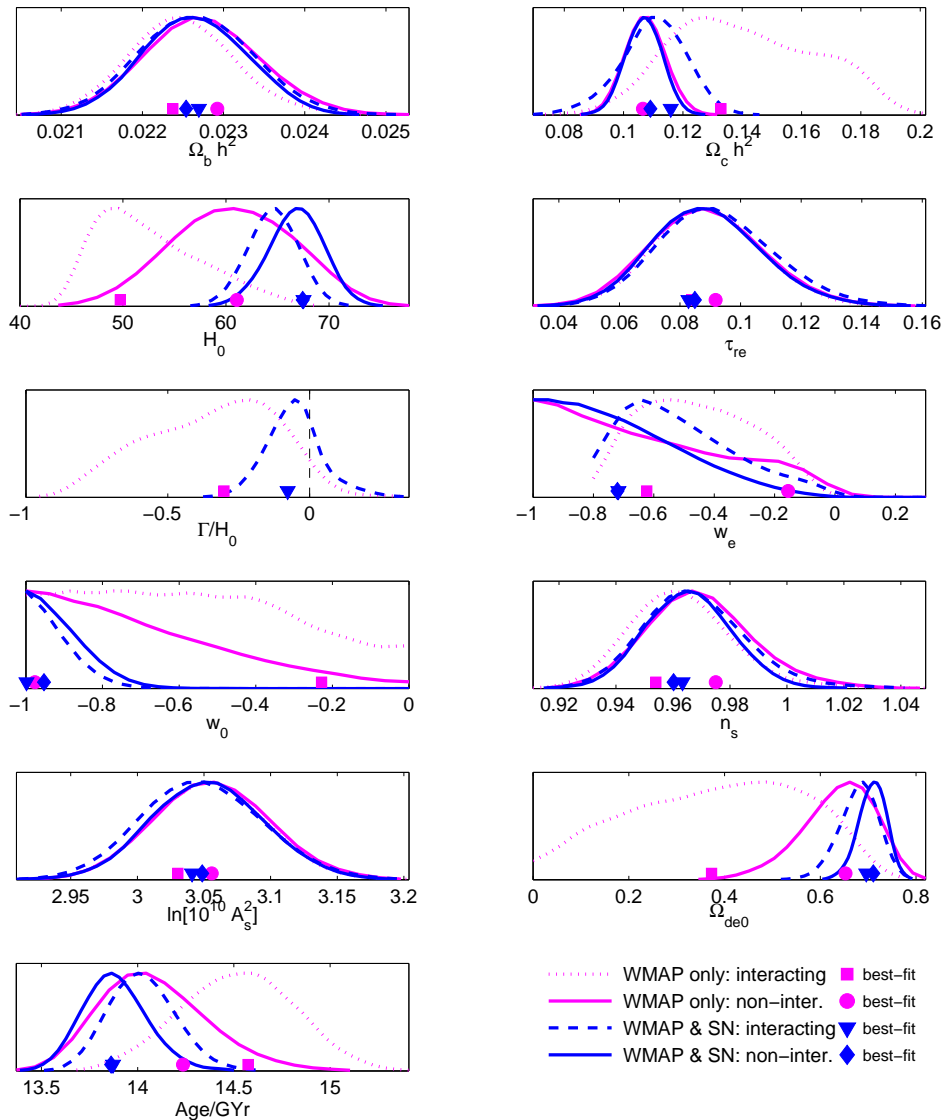 0.021 0.022 0.023 0.024 0.025
Ω_b h^2
0.08 0.1 0.12 0.14 0.16 0.18 0.2
Ω_c h^2
40 50 60 70
H_0
0.04 0.06 0.08 0.1 0.12 0.14 0.16
τ_re
−1 −0.5 0
Γ/H_0
−1 −0.8 −0.6 −0.4 −0.2 0 0.2
w_e
−1 −0.8 −0.6 −0.4 −0.2 0
w_0
0.92 0.94 0.96 0.98 1 1.02 1.04
n_s
2.95 3 3.05 3.1 3.15 3.2
ln[10^10 A_s^2]
0 0.2 0.4 0.6 0.8
Ω_de0
13.5 14 14.5 15
Age/GYr
WMAP only: interacting best−fit
WMAP only: non−inter. best−fit
WMAP & SN: interacting best−fit
WMAP & SN: non−inter. best−fit